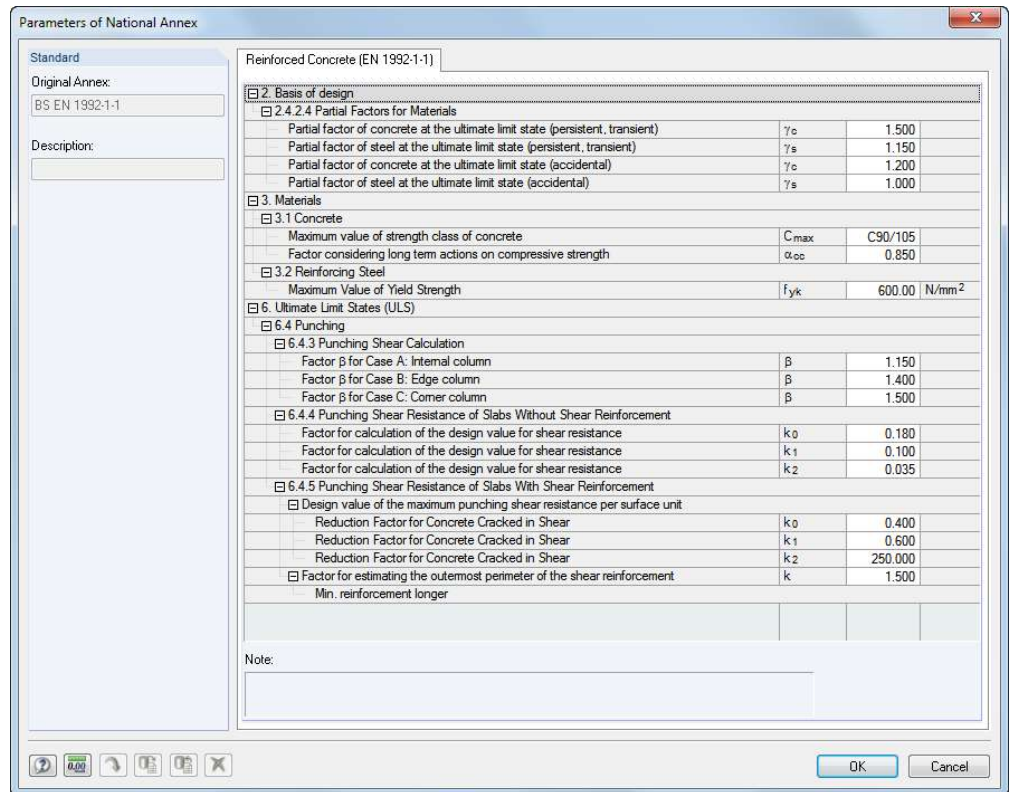 Parameters of National Annex
Standard
Original Annex:
BS EN 1992-1-1
Description:
Reinforced Concrete (EN 1992-1-1)
2. Basis of design
2.4.2.4 Partial Factors for Materials
Partial factor of concrete at the ultimate limit state (persistent, transient) γc 1.500
Partial factor of steel at the ultimate limit state (persistent, transient) γs 1.150
Partial factor of concrete at the ultimate limit state (accidental) γc 1.200
Partial factor of steel at the ultimate limit state (accidental) γs 1.000
3. Materials
3.1 Concrete
Maximum value of strength class of concrete Cmax C90/105
Factor considering long term actions on compressive strength αcc 0.850
3.2 Reinforcing Steel
Maximum Value of Yield Strength fyk 600.00 N/mm2
6. Ultimate Limit States (ULS)
6.4 Punching
6.4.3 Punching Shear Calculation
Factor β for Case A: Internal column β 1.150
Factor β for Case B: Edge column β 1.400
Factor β for Case C: Corner column β 1.500
6.4.4 Punching Shear Resistance of Slabs Without Shear Reinforcement
Factor for calculation of the design value for shear resistance k0 0.180
Factor for calculation of the design value for shear resistance k1 0.100
Factor for calculation of the design value for shear resistance k2 0.035
6.4.5 Punching Shear Resistance of Slabs With Shear Reinforcement
Design value of the maximum punching shear resistance per surface unit
Reduction Factor for Concrete Cracked in Shear k0 0.400
Reduction Factor for Concrete Cracked in Shear k1 0.600
Reduction Factor for Concrete Cracked in Shear k2 250.000
Factor for estimating the outermost perimeter of the shear reinforcement k 1.500
Min. reinforcement longer
Note:
0.00
OK Cancel